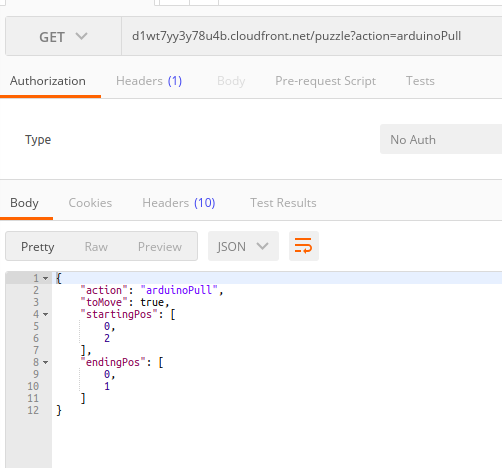 GET d1wt7yy3y78u4b.cloudfront.net/puzzle?action=arduinoPull
Authorization Headers (1) Body Pre-request Script Tests
Type No Auth
Body Cookies Headers (10) Test Results
Pretty Raw Preview JSON
1 {
2 "action": "arduinoPull",
3 "toMove": true,
4 "startingPos": [
5 0,
6 2
7 ],
8 "endingPos": [
9 0,
10 1
11 ]
12 }